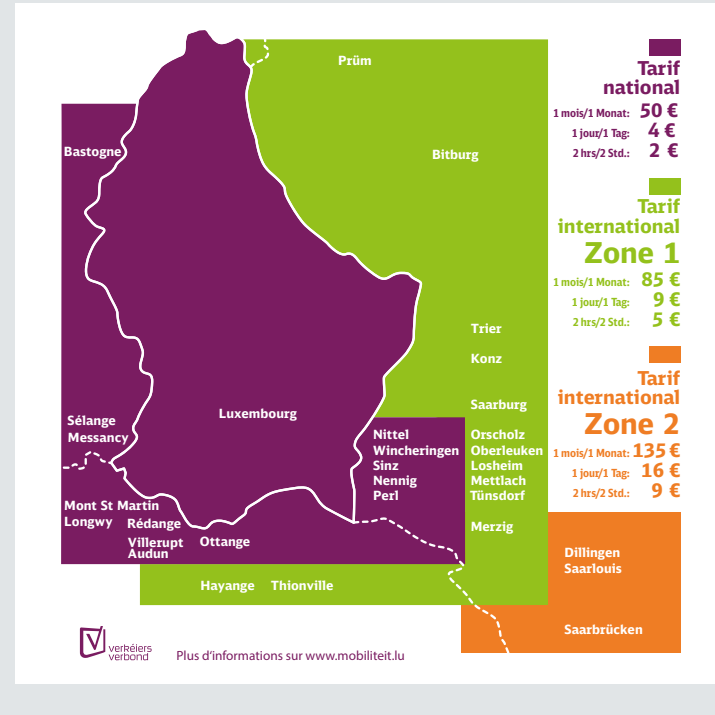 Prüm
Bitburg
Bastogne
Trier
Konz
Saarburg
Luxembourg
Sélange
Messancy
Nittel
Wincheringen
Sinz
Nennig
Perl
Orscholz
Oberleuken
Losheim
Mettlach
Tünsdorf
Merzig
Mont St Martin
Longwy
Rédange
Villerupt
Audun
Ottange
Hayange
Thionville
Dillingen
Saarlouis
Saarbrücken
Tarif
national
1 mois/1 Monat: 50 €
1 jour/1 Tag: 4 €
2 hrs/2 Std.: 2 €
Tarif
international
Zone 1
1 mois/1 Monat: 85 €
1 jour/1 Tag: 9 €
2 hrs/2 Std.: 5 €
Tarif
international
Zone 2
1 mois/1 Monat: 135 €
1 jour/1 Tag: 16 €
2 hrs/2 Std.: 9 €
verkéiers
verbond
Plus d'informations sur www.mobiliteit.lu